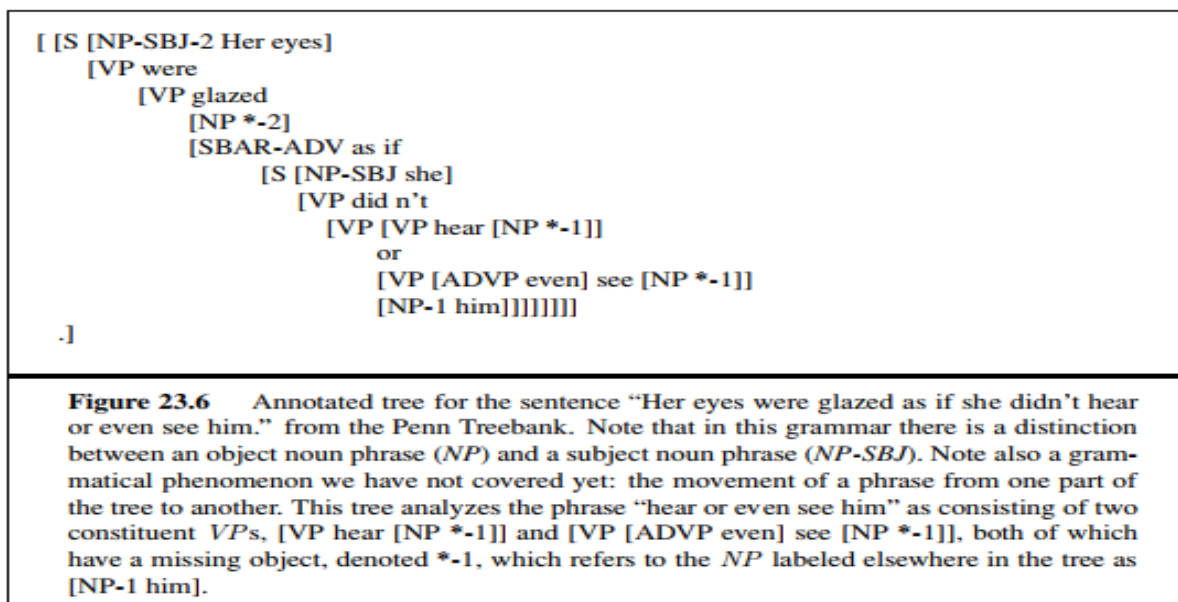 [ [S [NP-SBJ-2 Her eyes]
[VP were
[VP glazed
[NP *-2]
[SBAR-ADV as if
[S [NP-SBJ she]
[VP did n't
[VP [VP hear [NP *-1]]
or
[VP [ADVP even] see [NP *-1]]
[NP-1 him]]]]]]]]
.]
Figure 23.6 Annotated tree for the sentence “Her eyes were glazed as if she didn’t hear
or even see him.” from the Penn Treebank. Note that in this grammar there is a distinction
between an object noun phrase (NP) and a subject noun phrase (NP-SBJ). Note also a gram-
matical phenomenon we have not covered yet: the movement of a phrase from one part of
the tree to another. This tree analyzes the phrase “hear or even see him” as consisting of two
constituent VPs, [VP hear [NP *-1]] and [VP [ADVP even] see [NP *-1]], both of which
have a missing object, denoted *-1, which refers to the NP labeled elsewhere in the tree as
[NP-1 him].